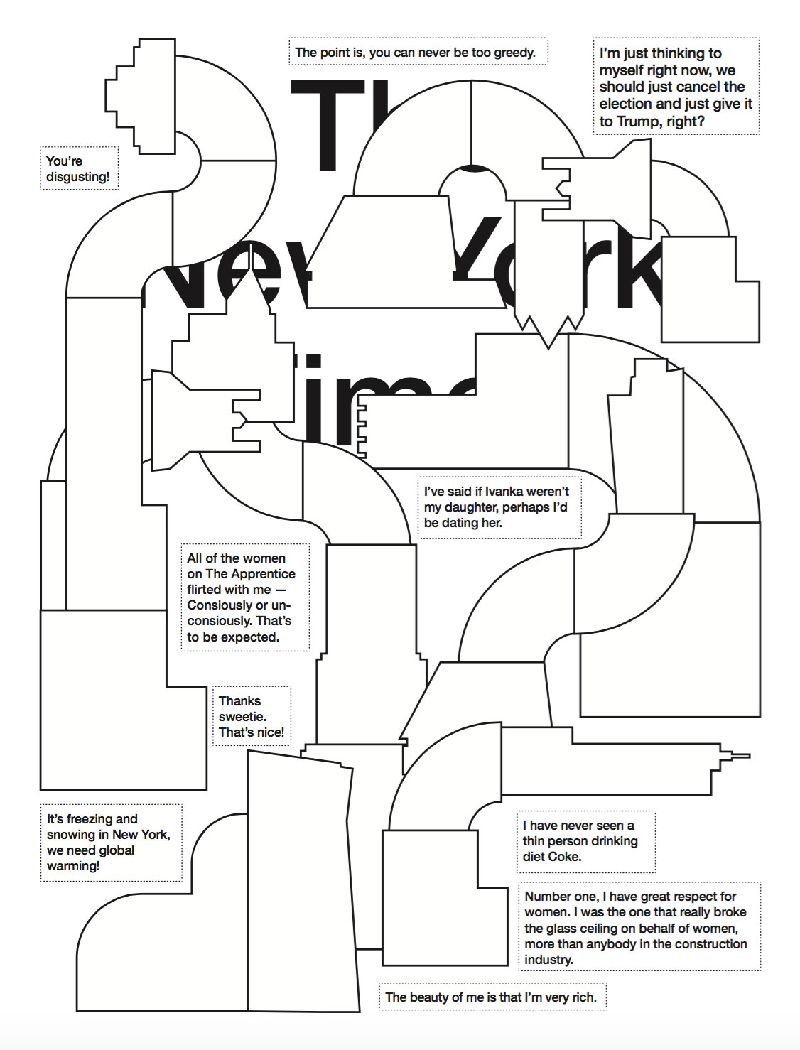 The point is, you can never be too greedy.
I'm just thinking to
myself right now, we
should just cancel the
election and just give it
to Trump, right?
Th
You're
disgusting!
New York
Time
I've said if Ivanka weren't
my daughter, perhaps I'd
be dating her.
All of the women
on The Apprentice
flirted with me —
Consiously or un-
consiously. That's
to be expected.
Thanks
sweetie.
That's nice!
It's freezing and
snowing in New York,
we need global
warming!
I have never seen a
thin person drinking
diet Coke.
Number one, I have great respect for
women. I was the one that really broke
the glass ceiling on behalf of women,
more than anybody in the construction
industry.
The beauty of me is that I'm very rich.